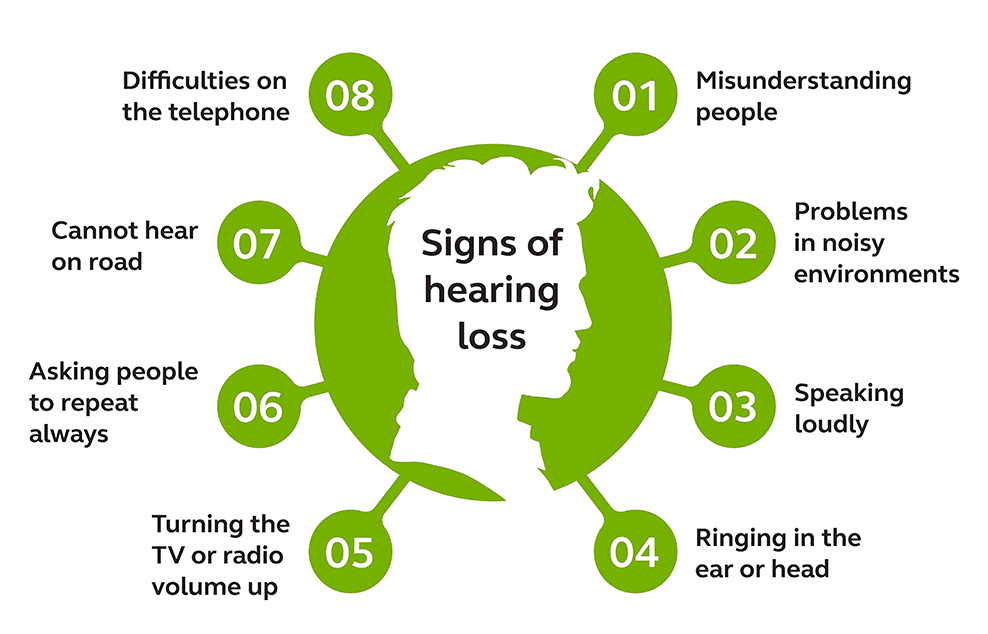 Signs of
hearing
loss
01
Misunderstanding
people
02
Problems
in noisy
environments
03
Speaking
loudly
04
Ringing in the
ear or head
05
Turning the
TV or radio
volume up
06
Asking people
to repeat
always
07
Cannot hear
on road
08
Difficulties on
the telephone